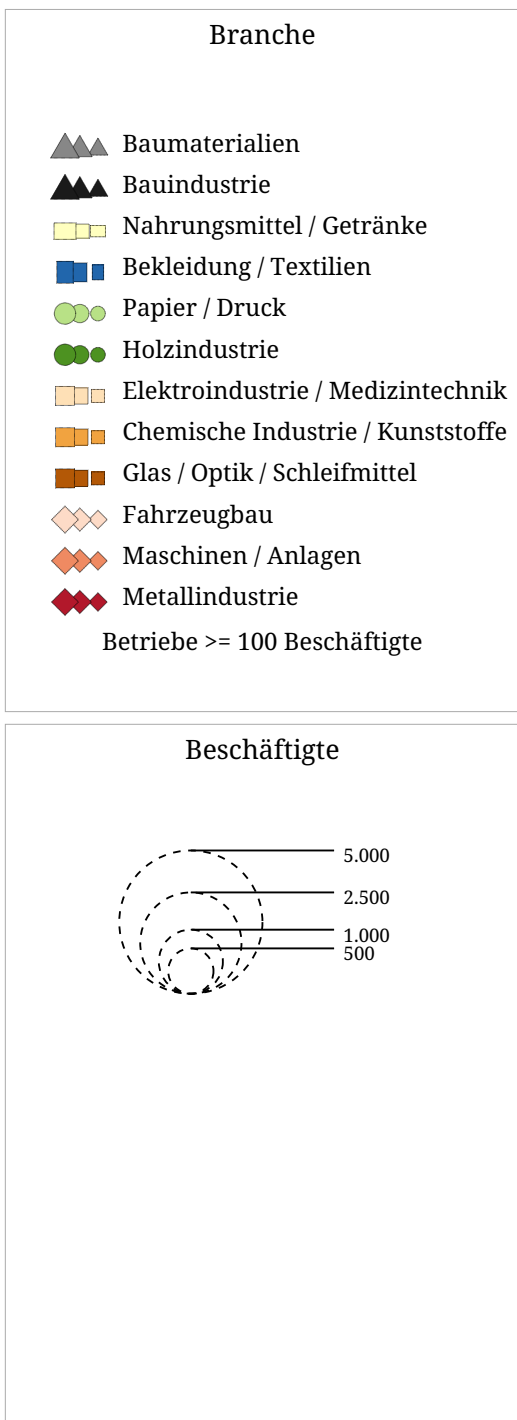 Branche
Baumaterialien
Bauindustrie
Nahrungsmittel / Getränke
Bekleidung / Textilien
Papier / Druck
Holzindustrie
Elektroindustrie / Medizintechnik
Chemische Industrie / Kunststoffe
Glas / Optik / Schleifmittel
Fahrzeugbau
Maschinen / Anlagen
Metallindustrie
Betriebe >= 100 Beschäftigte
Beschäftigte
5.000
2.500
1.000
500